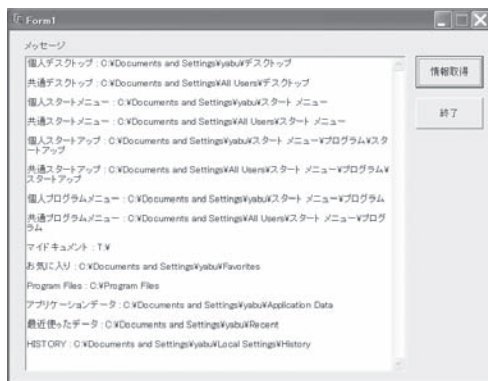 Form1
メッセージ
個人デスクトップ : C:¥Documents and Settings¥yabu¥デスクトップ
共通デスクトップ : C:¥Documents and Settings¥All Users¥デスクトップ
個人スタートメニュー : C:¥Documents and Settings¥yabu¥スタート メニュー
共通スタートメニュー : C:¥Documents and Settings¥All Users¥スタート メニュー
個人スタートアップ : C:¥Documents and Settings¥yabu¥スタート メニュー¥プログラム¥スタ
ートアップ
共通スタートアップ : C:¥Documents and Settings¥All Users¥スタート メニュー¥プログラム¥
スタートアップ
個人プログラムメニュー : C:¥Documents and Settings¥yabu¥スタート メニュー¥プログラム
共通プログラムメニュー : C:¥Documents and Settings¥All Users¥スタート メニュー¥プログ
ラム
マイドキュメント : T:¥
お気に入り : C:¥Documents and Settings¥yabu¥Favorites
Program Files : C:¥Program Files
アプリケーションデータ : C:¥Documents and Settings¥yabu¥Application Data
最近使ったデータ : C:¥Documents and Settings¥yabu¥Recent
HISTORY : C:¥Documents and Settings¥yabu¥Local Settings¥History
情報取得
終了